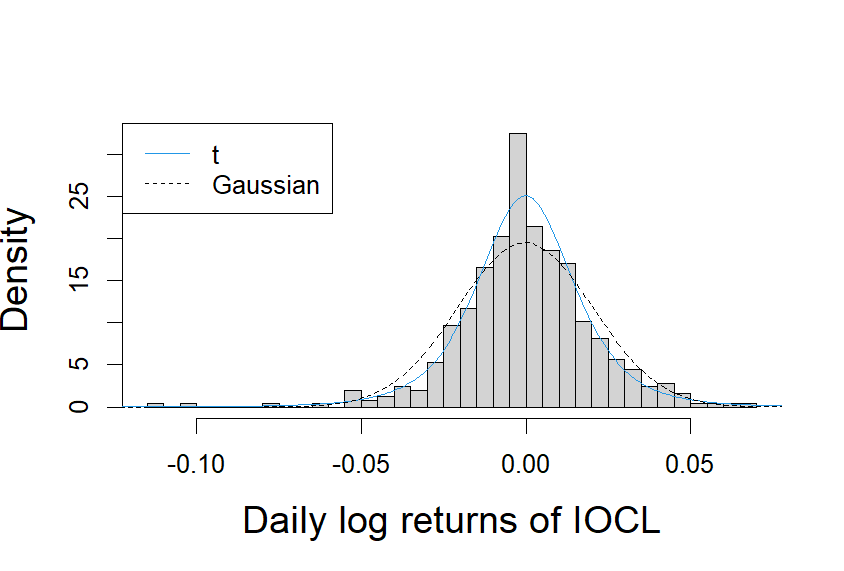 t
Gaussian
Density
25
15
5
0
-0.10 -0.05 0.00 0.05
Daily log returns of IOCL